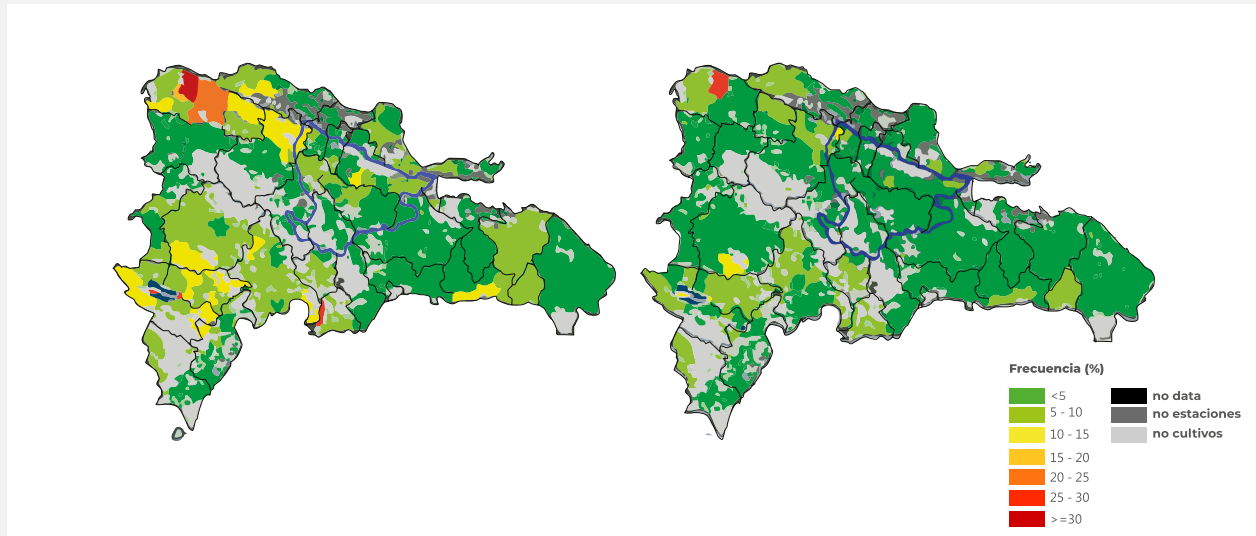 Frecuencia (%)
<5
5 - 10
10 - 15
15 - 20
20 - 25
25 - 30
>=30
no data
no estaciones
no cultivos